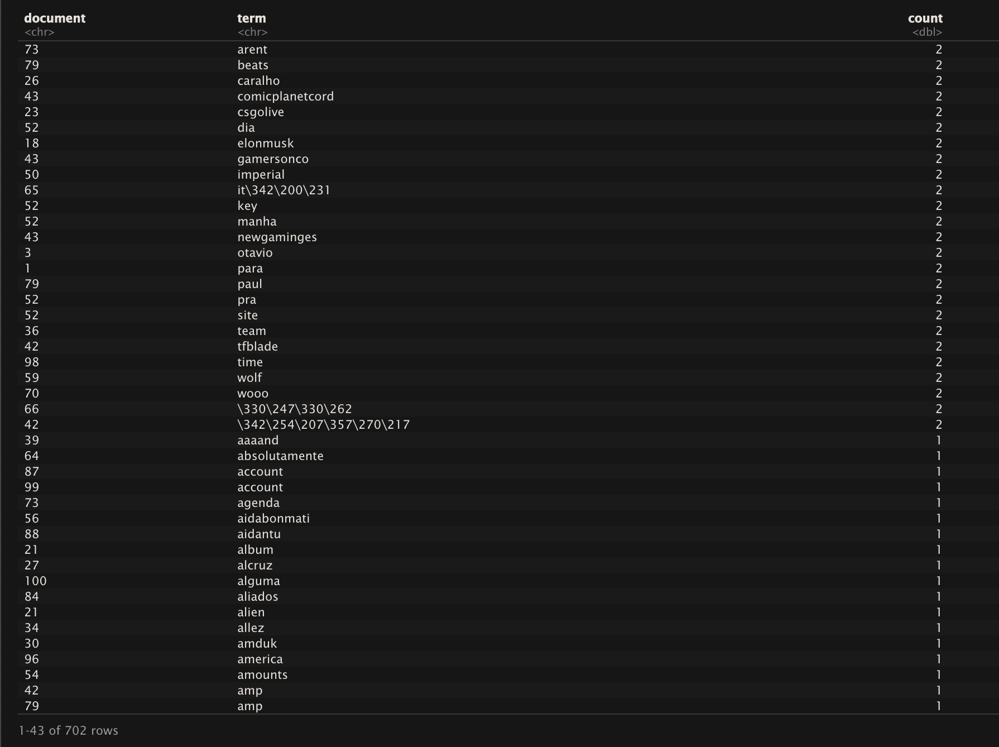 document term count
<chr> <chr> <dbl>
73 arent 2
79 beats 2
26 caralho 2
43 comicplanetcord 2
23 csgolive 2
52 dia 2
18 elonmusk 2
43 gamersonco 2
50 imperial 2
65 it\342\200\231 2
52 key 2
52 manha 2
43 newgaminges 2
3 otavio 2
1 para 2
79 paul 2
52 pra 2
52 site 2
36 team 2
42 tfblade 2
98 time 2
59 wolf 2
70 wooo 2
66 \330\247\330\262 2
42 \342\254\207\357\270\217 2
39 aaaand 1
64 absolutamente 1
87 account 1
99 account 1
73 agenda 1
56 aidabonmati 1
88 aidantu 1
21 album 1
27 alcruz 1
100 alguma 1
84 aliados 1
21 alien 1
34 allez 1
30 amduk 1
96 america 1
54 amounts 1
42 amp 1
79 amp 1
1-43 of 702 rows